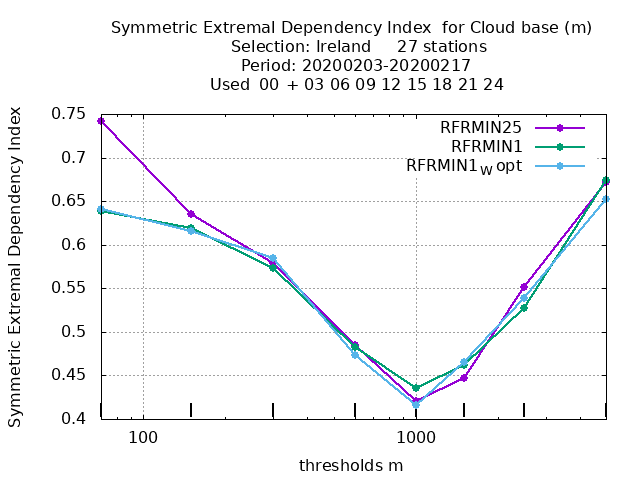 Symmetric Extremal Dependency Index  for Cloud base (m)
Selection: Ireland     27 stations
Period: 20200203-20200217
Used  00 + 03 06 09 12 15 18 21 24
Symmetric Extremal Dependency Index
0.75
0.7
0.65
0.6
0.55
0.5
0.45
0.4
RFRMIN25
RFRMIN1
RFRMIN1W opt
100
1000
thresholds m